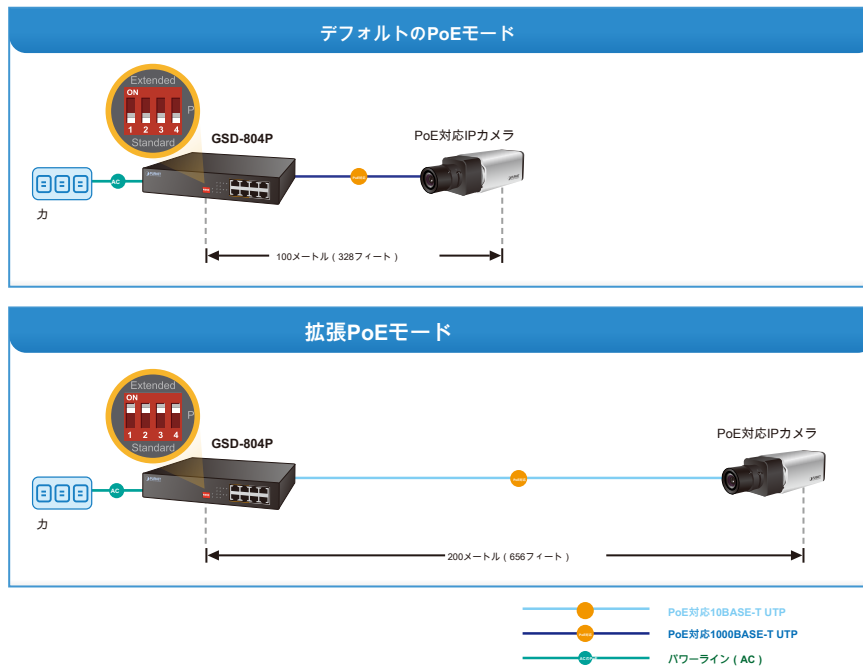 デフォルトのPoEモード
Extended
ON
P
1 2 3 4
Standard
GSD-804P
PoE対応IPカメラ
AC
力
100メートル ( 328フィート )
拡張PoEモード
Extended
ON
P
1 2 3 4
Standard
GSD-804P
PoE対応IPカメラ
AC
力
200メートル ( 656フィート )
PoE対応10BASE-T UTP
PoE対応1000BASE-T UTP
パワーライン ( AC )